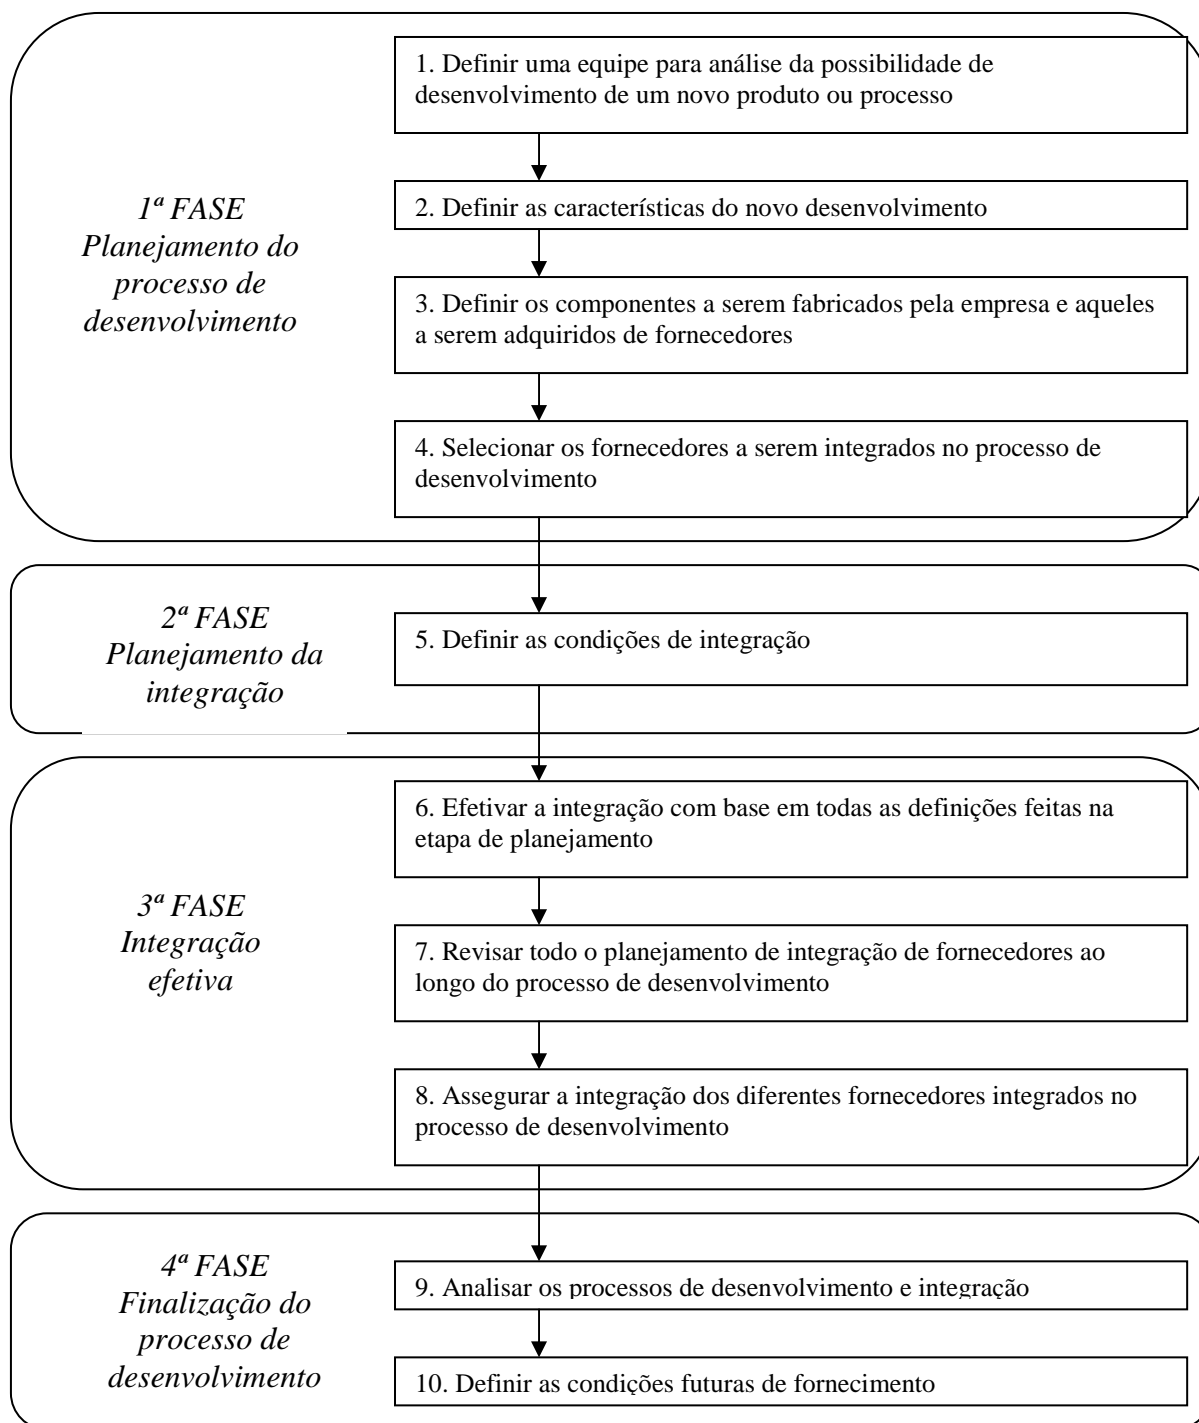 1. Definir uma equipe para análise da possibilidade de
desenvolvimento de um novo produto ou processo
1ª FASE
Planejamento do
processo de
desenvolvimento
2. Definir as características do novo desenvolvimento
3. Definir os componentes a serem fabricados pela empresa e aqueles
a serem adquiridos de fornecedores
4. Selecionar os fornecedores a serem integrados no processo de
desenvolvimento
2ª FASE
Planejamento da
integração
5. Definir as condições de integração
6. Efetivar a integração com base em todas as definições feitas na
etapa de planejamento
3ª FASE
Integração
efetiva
7. Revisar todo o planejamento de integração de fornecedores ao
longo do processo de desenvolvimento
8. Assegurar a integração dos diferentes fornecedores integrados no
processo de desenvolvimento
4ª FASE
Finalização do
processo de
desenvolvimento
9. Analisar os processos de desenvolvimento e integração
10. Definir as condições futuras de fornecimento